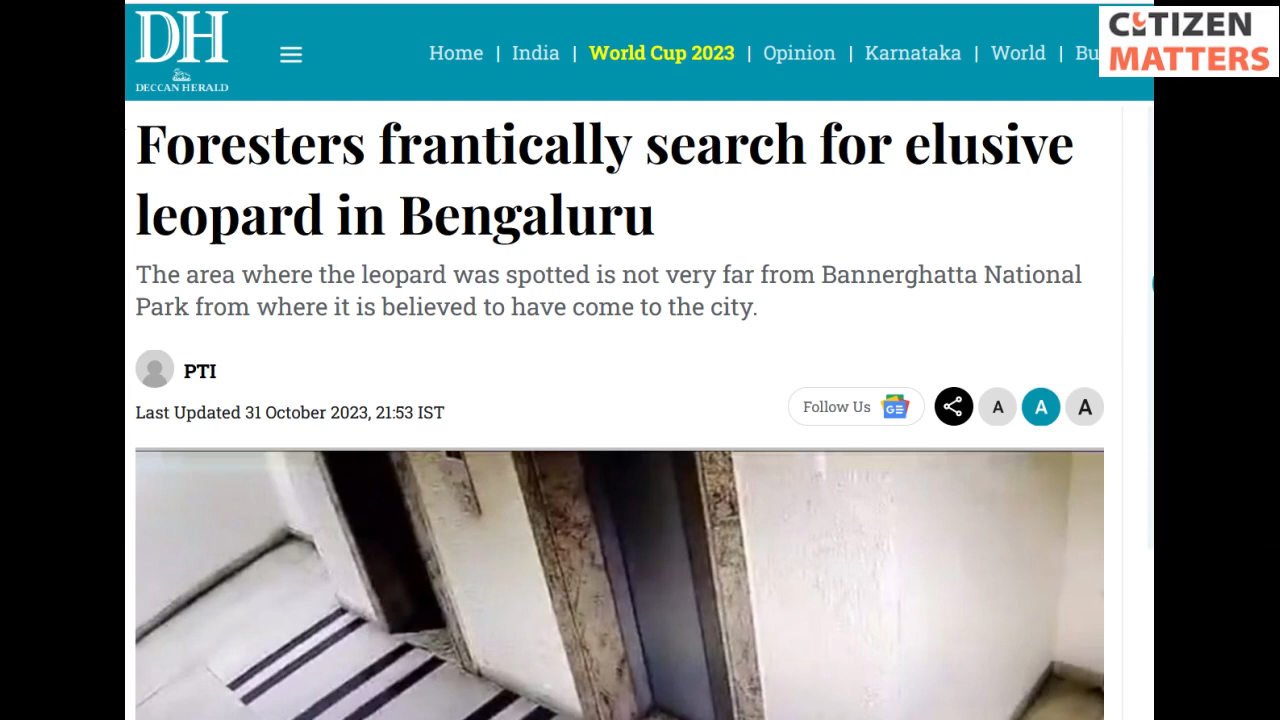 DH
DECCAN HERALD
Home | India | World Cup 2023 | Opinion | Karnataka | World | Bu
CITIZEN
MATTERS
Foresters frantically search for elusive
leopard in Bengaluru
The area where the leopard was spotted is not very far from Bannerghatta National
Park from where it is believed to have come to the city.
PTI
Last Updated 31 October 2023, 21:53 IST
Follow Us GE A A A